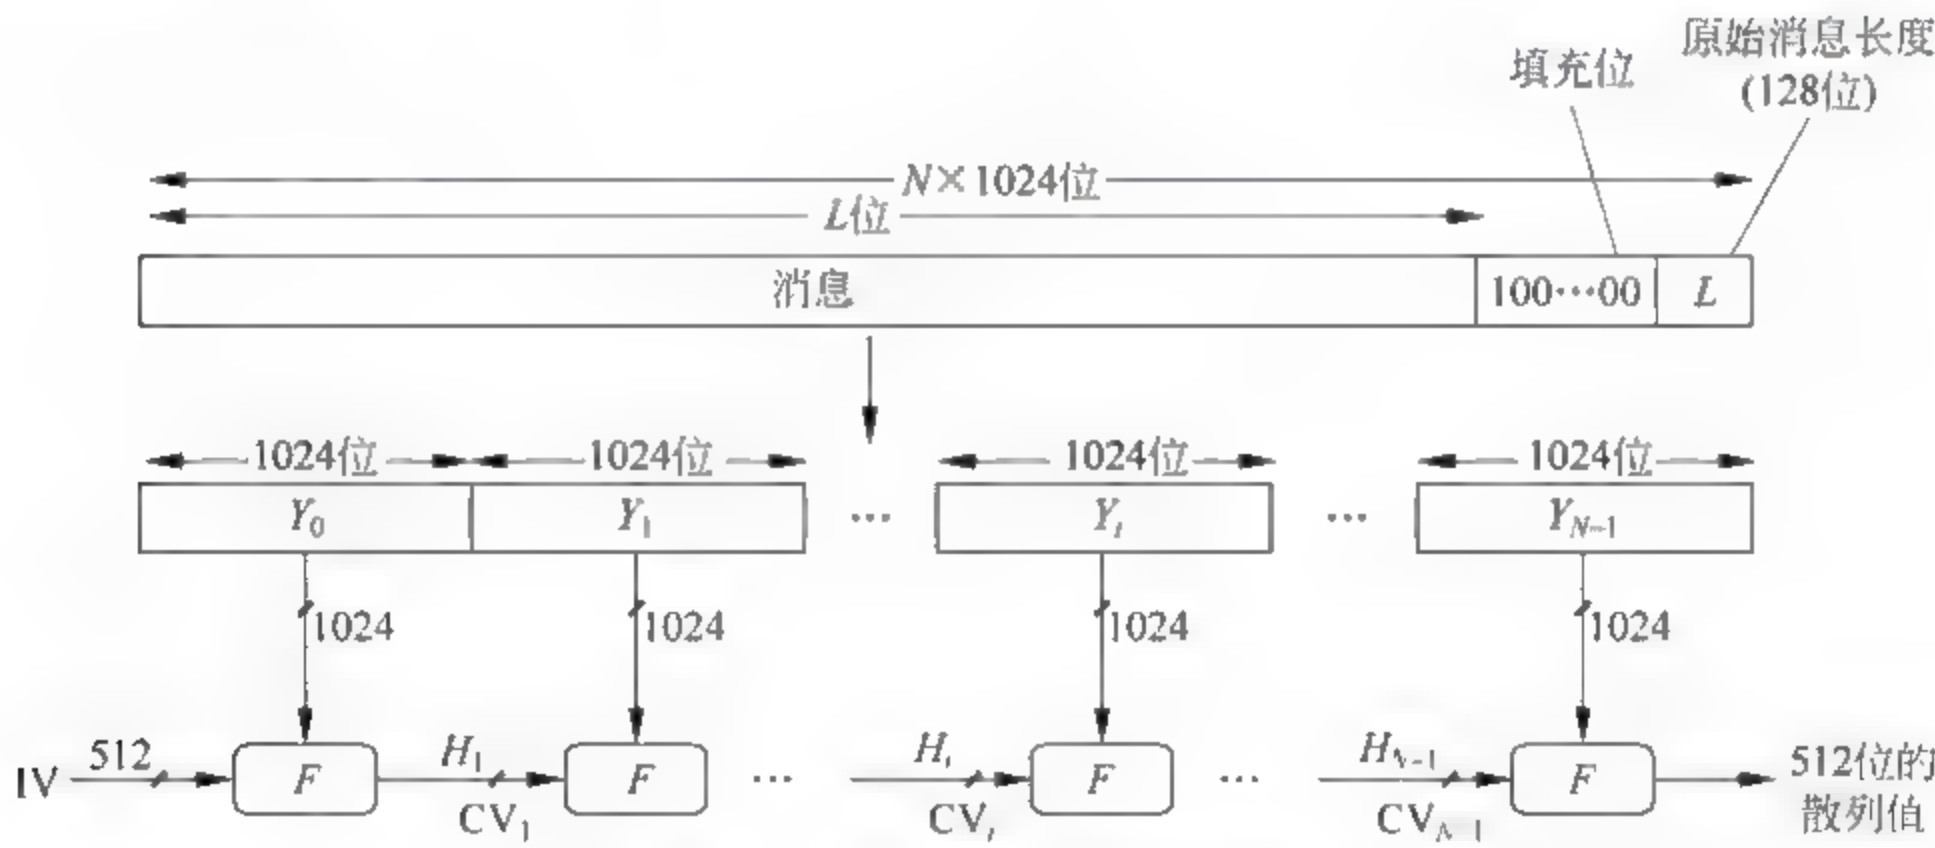 原始消息长度
(128位)
填充位
N×1024位
L位
消息
100…00
L
1024位
1024位
1024位
1024位
Y₀
Y₁
…
Yᵢ
…
Y_{N-1}
1024
1024
1024
1024
IV
512
F
H₁
CV₁
F
…
Hᵢ
CVᵢ
F
…
H_{N-1}
CV_{N-1}
F
512位的
散列值